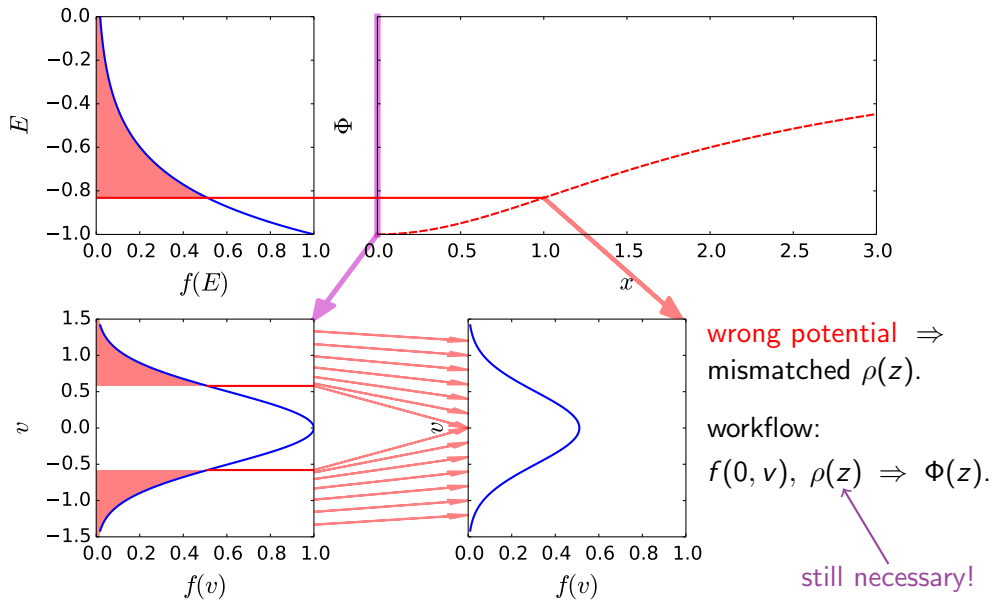 0.0
−0.2
−0.4
−0.6
−0.8
−1.0
E
0.0 0.2 0.4 0.6 0.8 1.0
f(E)
Φ
0.0 0.5 1.0 1.5 2.0 2.5 3.0
x
1.5
1.0
0.5
0.0
−0.5
−1.0
−1.5
v
0.0 0.2 0.4 0.6 0.8 1.0
f(v)
v
0.0 0.2 0.4 0.6 0.8 1.0
f(v)
wrong potential ⇒
mismatched ρ(z).
workflow:
f(0, v), ρ(z) ⇒ Φ(z).
still necessary!